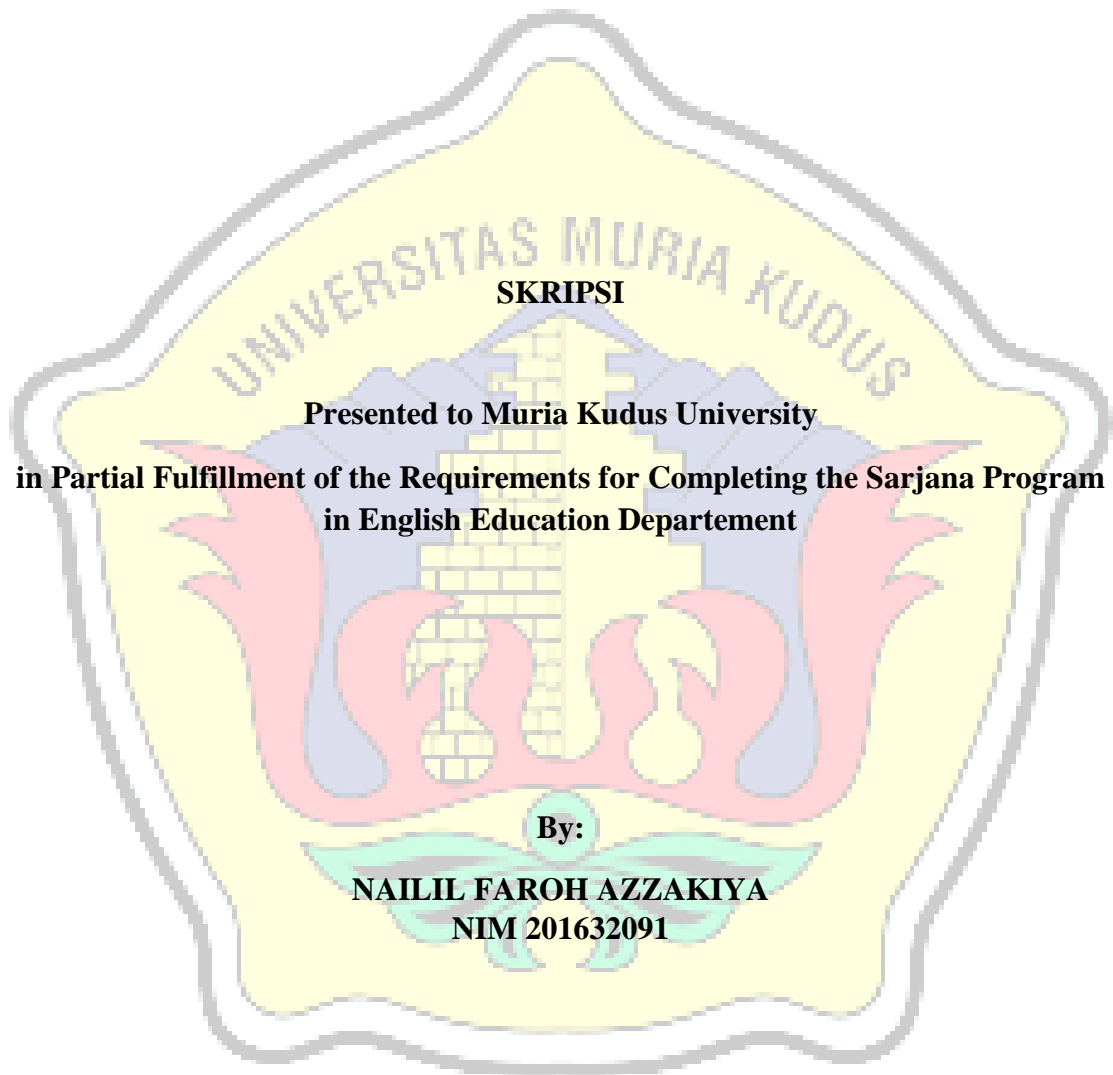 UNIVERSITAS MURIA KUDUS
SKRIPSI
Presented to Muria Kudus University
in Partial Fulfillment of the Requirements for Completing the Sarjana Program
in English Education Departement
By:
NAILIL FAROH AZZAKIYA
NIM 201632091